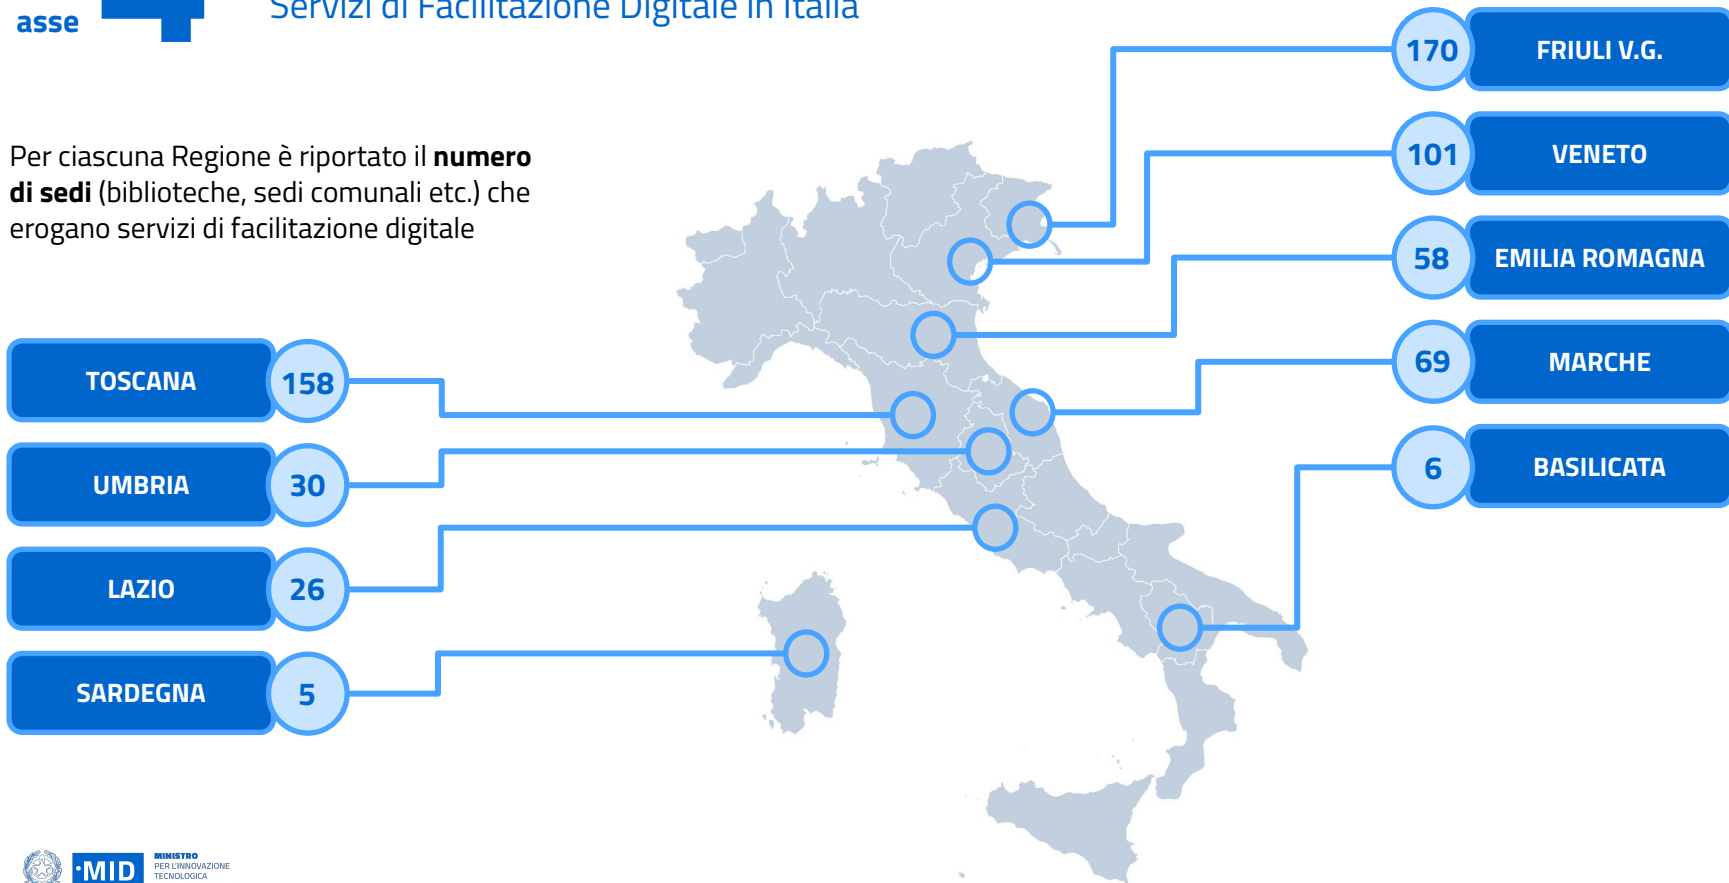 asse
Servizi di Facilitazione Digitale in Italia
Per ciascuna Regione è riportato il numero
di sedi (biblioteche, sedi comunali etc.) che
erogano servizi di facilitazione digitale
170 FRIULI V.G.
101 VENETO
58 EMILIA ROMAGNA
69 MARCHE
6 BASILICATA
TOSCANA 158
UMBRIA 30
LAZIO 26
SARDEGNA 5
MID
MINISTRO
PER L'INNOVAZIONE
TECNOLOGICA